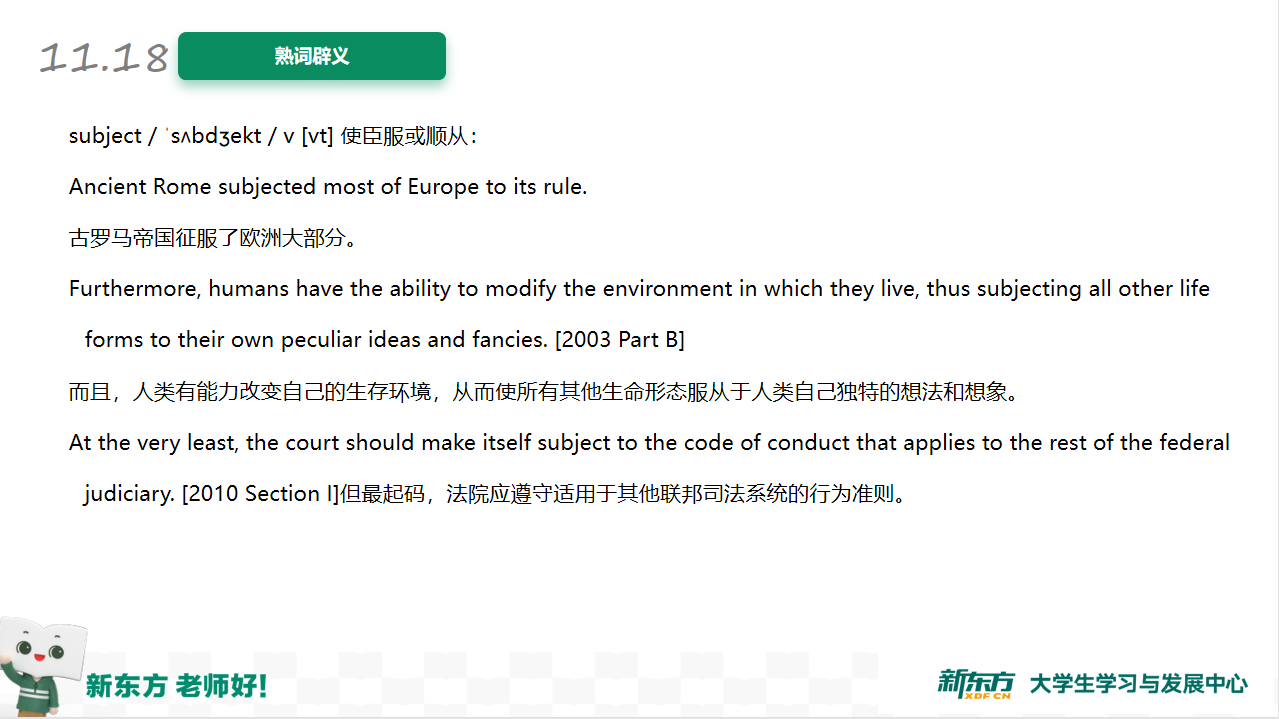 11.18
熟词辟义
subject / ˈsʌbdʒekt / v [vt] 使臣服或顺从：
Ancient Rome subjected most of Europe to its rule.
古罗马帝国征服了欧洲大部分。
Furthermore, humans have the ability to modify the environment in which they live, thus subjecting all other life
forms to their own peculiar ideas and fancies. [2003 Part B]
而且，人类有能力改变自己的生存环境，从而使所有其他生命形态服从于人类自己独特的想法和想象。
At the very least, the court should make itself subject to the code of conduct that applies to the rest of the federal
judiciary. [2010 Section I]但最起码，法院应遵守适用于其他联邦司法系统的行为准则。
新东方 老师好!
新东方 XDF.CN 大学生学习与发展中心